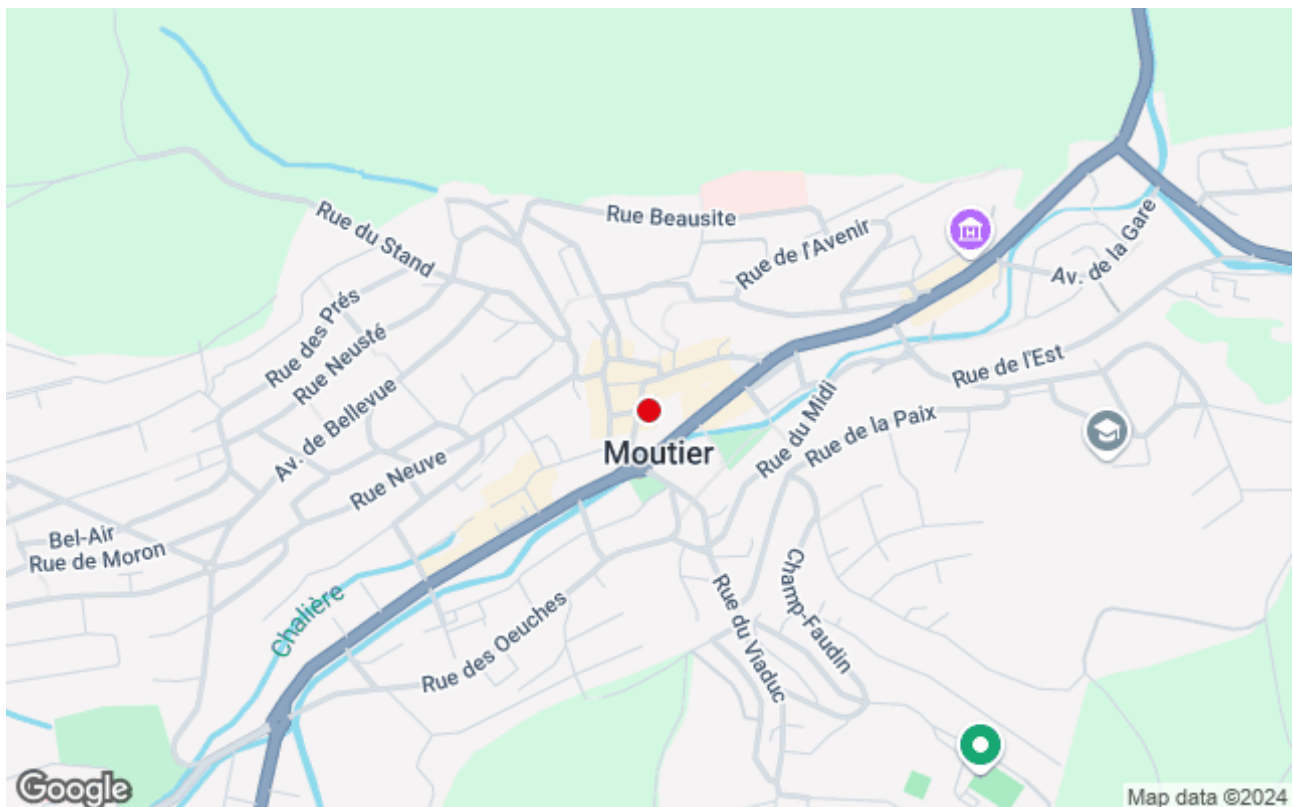 Rue du Stand
Rue Beausite
Rue de l'Avenir
Av. de la Gare
Rue des Prés
Rue Neusté
Av. de Bellevue
Rue Neuve
Rue de l'Est
Rue du Midi
Rue de la Paix
Moutier
Bel-Air
Rue de Moron
Chalière
Rue des Oeuches
Rue du Viaduc
Champ-Faudin
H
Google
Map data ©2024